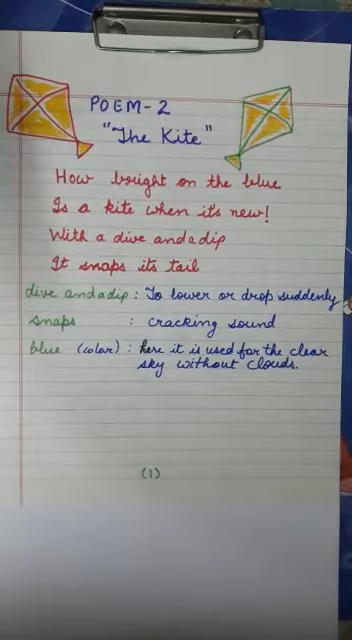 POEM-2
"The Kite"
How bright on the blue
Is a kite when it's new!
With a dive and a dip
It snaps its tail
dive and a dip : To lower or drop suddenly
snaps : cracking sound
blue (color) : here it is used for the clear
sky without clouds.
(1)